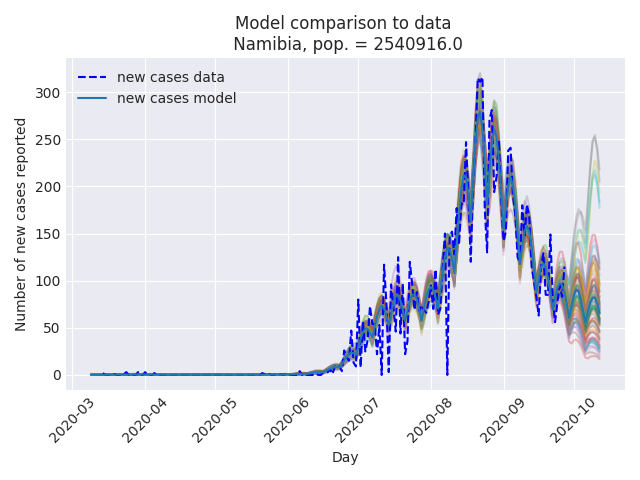 Model comparison to data
Namibia, pop. = 2540916.0
new cases data
new cases model
Number of new cases reported
300
250
200
150
100
50
0
2020-03
2020-04
2020-05
2020-06
2020-07
2020-08
2020-09
2020-10
Day